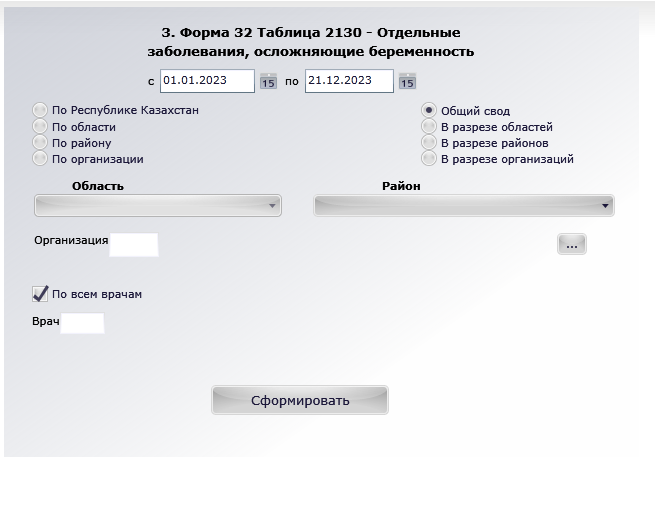 3. Форма 32 Таблица 2130 - Отдельные
заболевания, осложняющие беременность
с 01.01.2023 15 по 21.12.2023 15
По Республике Казахстан
По области
По району
По организации
Общий свод
В разрезе областей
В разрезе районов
В разрезе организаций
Область
Район
Организация
...
По всем врачам
Врач
Сформировать